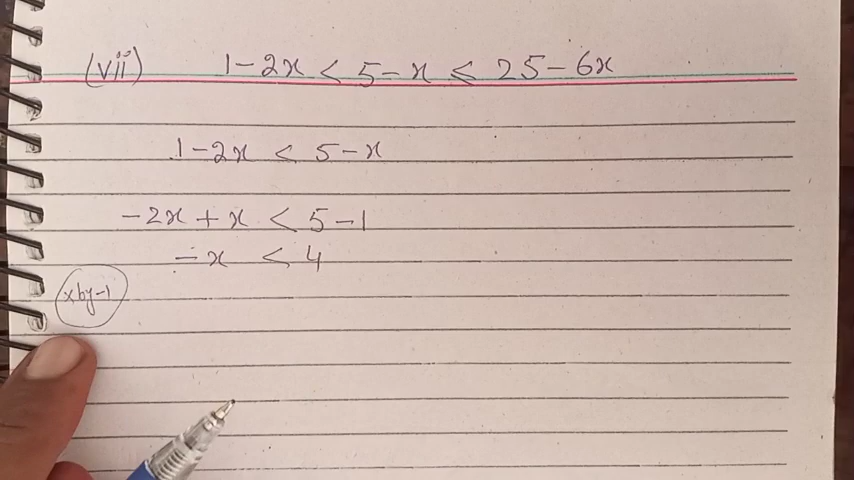 (vii) 1-2x < 5-x ≤ 25-6x
1-2x < 5-x
-2x+x < 5-1
-x < 4
x by -1